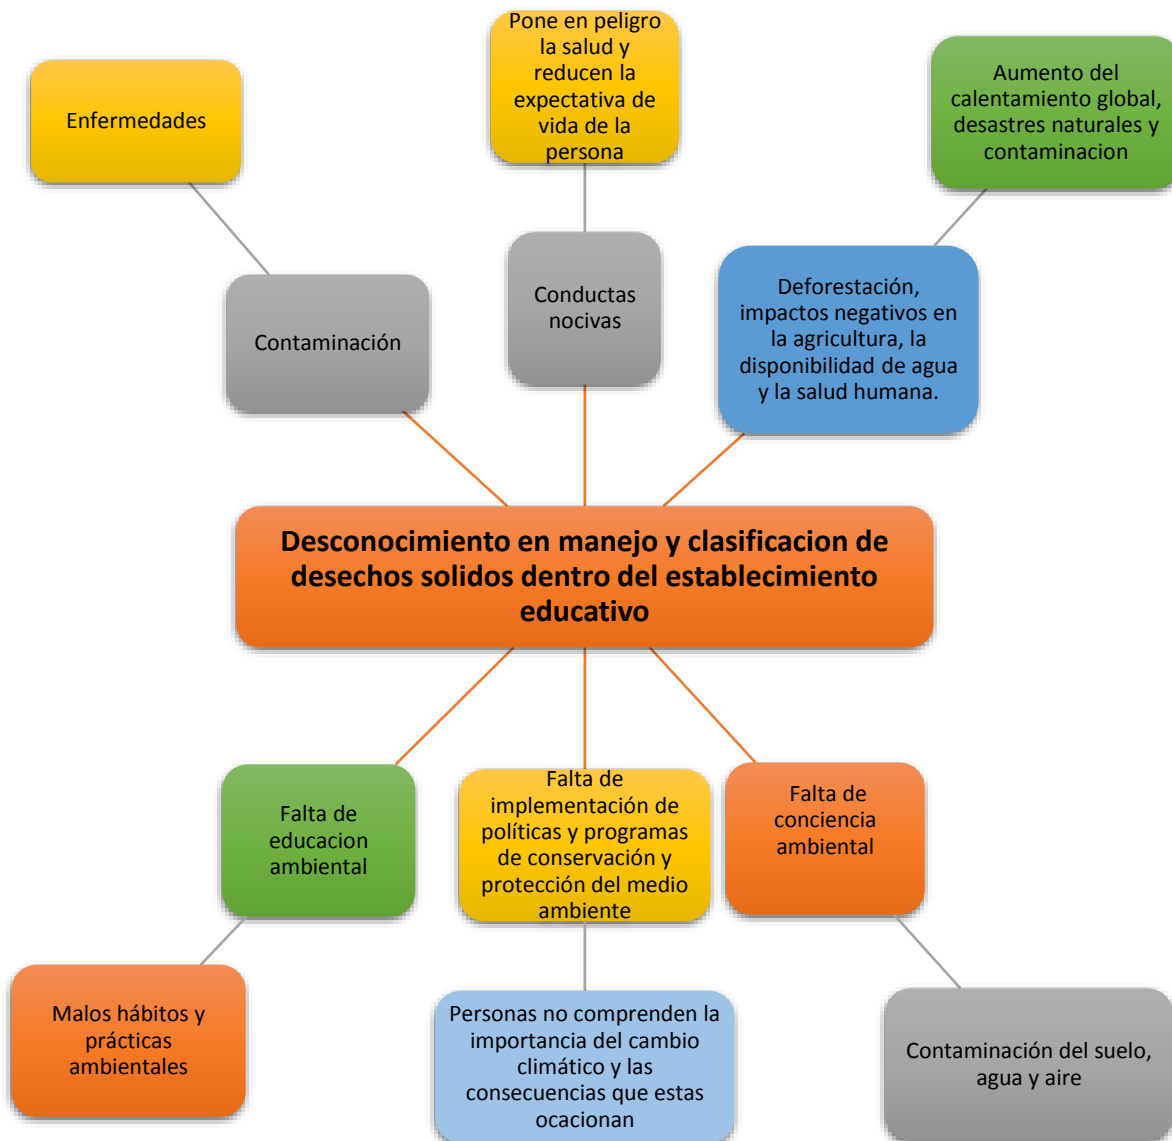 Pone en peligro
la salud y
reducen la
expectativa de
vida de la
persona
Enfermedades
Aumento del
calentamiento global,
desastres naturales y
contaminacion
Contaminación
Conductas
nocivas
Deforestación,
impactos negativos en
la agricultura, la
disponibilidad de agua
y la salud humana.
Desconocimiento en manejo y clasificacion de
desechos solidos dentro del establecimiento
educativo
Falta de
educacion
ambiental
Falta de
implementación de
políticas y programas
de conservación y
protección del medio
ambiente
Falta de
conciencia
ambiental
Malos hábitos y
prácticas
ambientales
Personas no comprenden la
importancia del cambio
climático y las
consecuencias que estas
ocacionan
Contaminación del suelo,
agua y aire